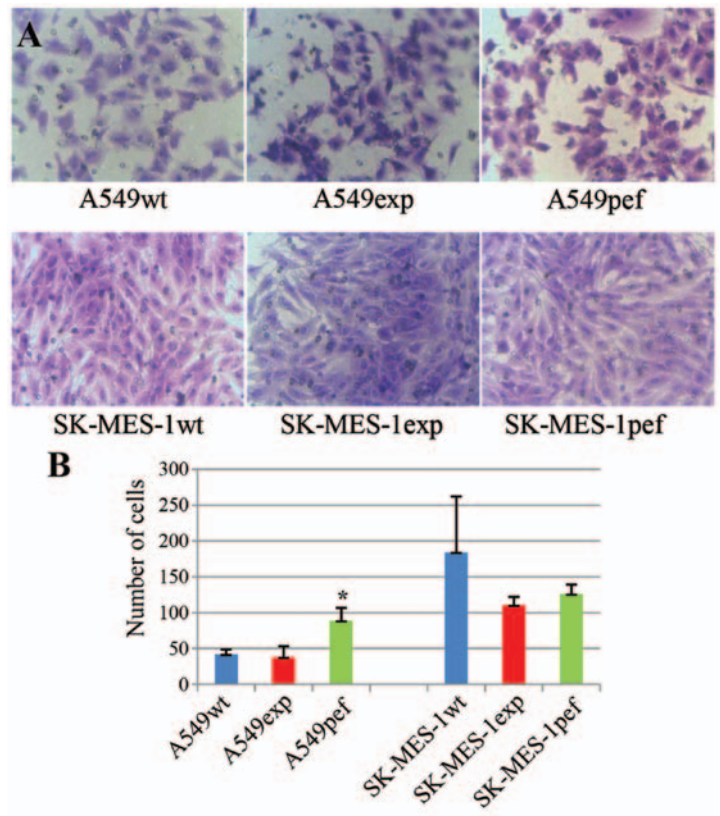 A
A549wt A549exp A549pef
SK-MES-1wt SK-MES-1exp SK-MES-1pef
B
Number of cells
300
250
200
150
100
50
0
*
A549wt
A549exp
A549pef
SK-MES-1wt
SK-MES-1exp
SK-MES-1pef